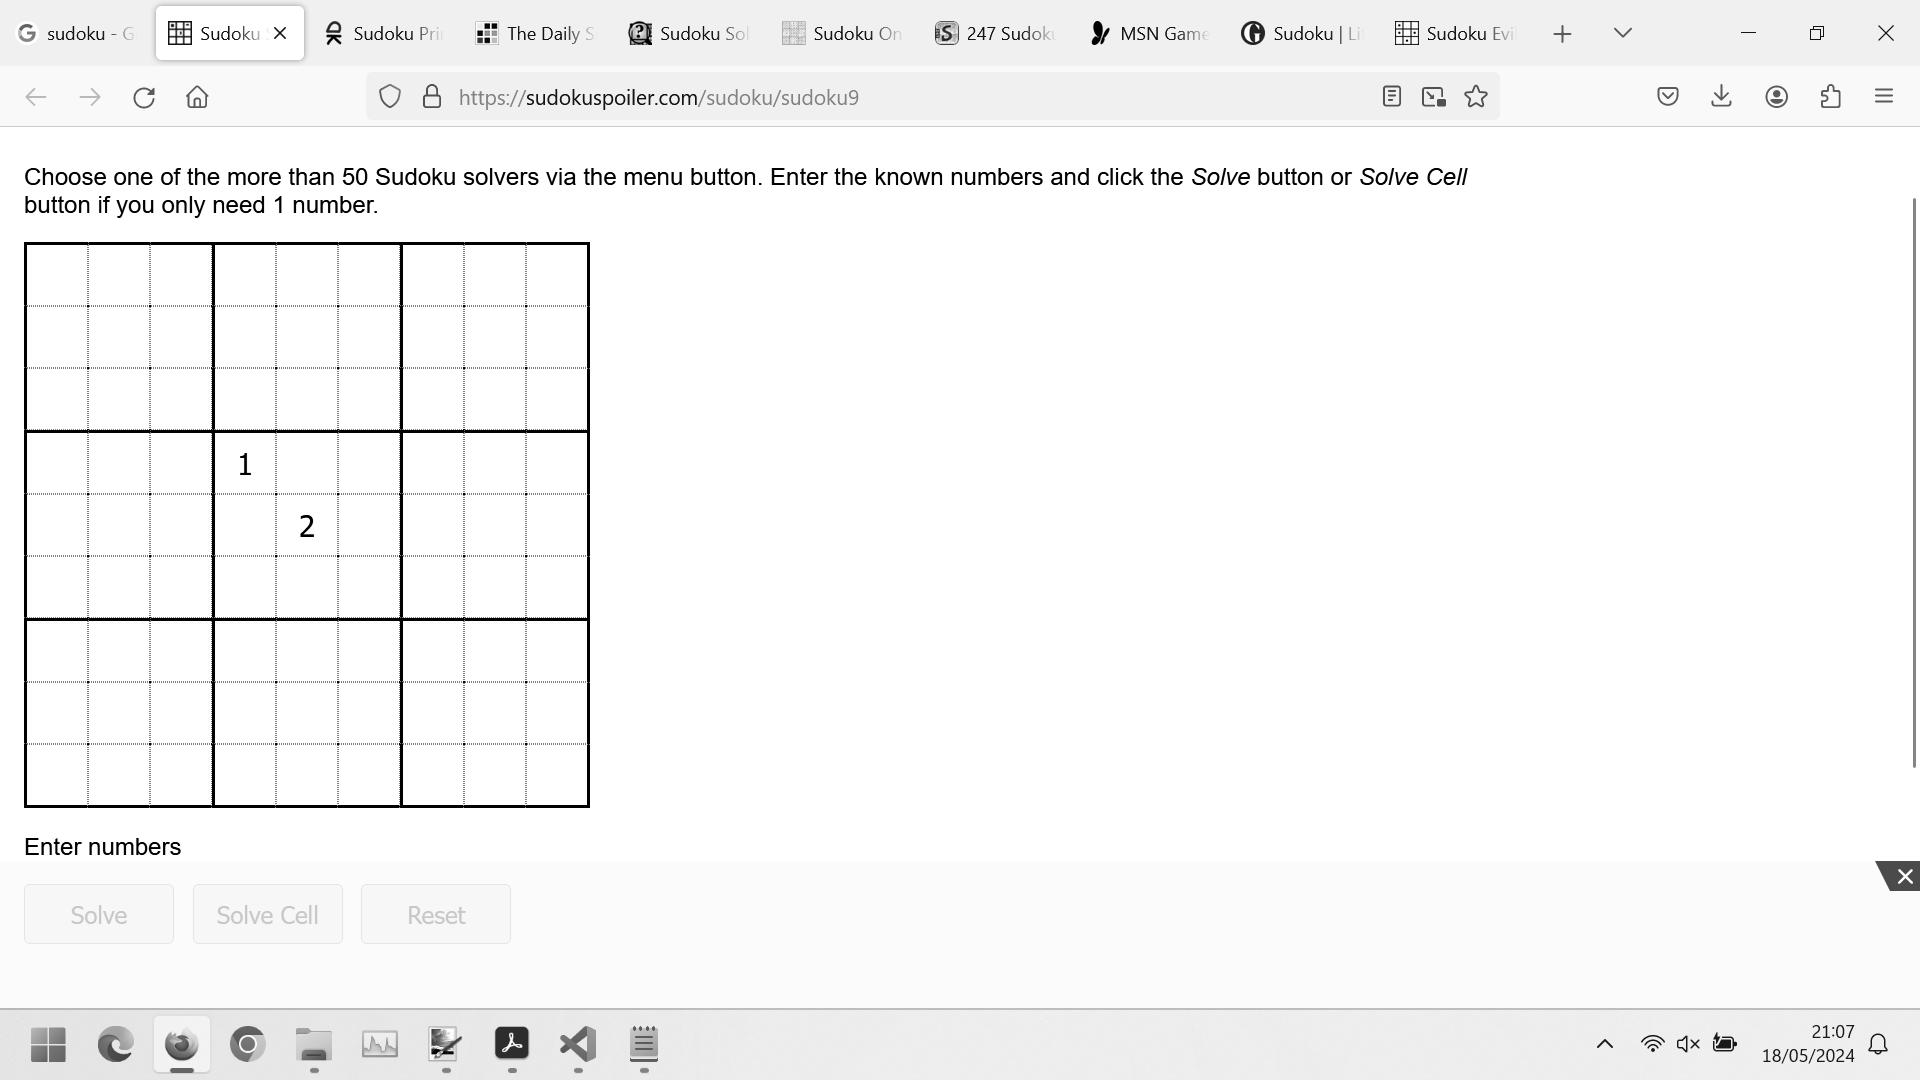 sudoku - G
Sudoku
Sudoku Pri
The Daily S
Sudoku Sol
Sudoku On
247 Sudok
MSN Game
Sudoku | Li
Sudoku Evi
https://sudokuspoiler.com/sudoku/sudoku9
Choose one of the more than 50 Sudoku solvers via the menu button. Enter the known numbers and click the Solve button or Solve Cell
button if you only need 1 number.
1
2
Enter numbers
Solve
Solve Cell
Reset
21:07
18/05/2024